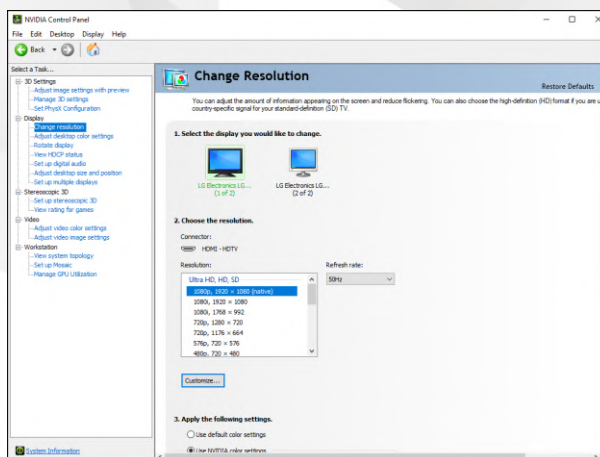 NVIDIA Control Panel
File Edit Desktop Display Help
Back
Select a Task...
3D Settings
Adjust image settings with preview
Manage 3D settings
Set PhysX Configuration
Display
Change resolution
Adjust desktop color settings
Rotate display
View HDCP status
Set up digital audio
Adjust desktop size and position
Set up multiple displays
Stereoscopic 3D
Set up stereoscopic 3D
View rating for games
Video
Adjust video color settings
Adjust video image settings
Workstation
View system topology
Set up Mosaic
Manage GPU Utilization
System Information
Change Resolution
Restore Defaults
You can adjust the amount of information appearing on the screen and reduce flickering. You can also choose the high-definition (HD) format if you are u
country-specific signal for your standard-definition (SD) TV.
1. Select the display you would like to change.
LG Electronics LG...
(1 of 2)
LG Electronics LG...
(2 of 2)
2. Choose the resolution.
Connector:
HDMI - HDTV
Resolution:
Refresh rate:
Ultra HD, HD, SD
50Hz
1080p, 1920 × 1080 (native)
1080i, 1920 × 1080
1080i, 1768 × 992
720p, 1280 × 720
720p, 1176 × 664
576p, 720 × 576
480p, 720 × 480
Customize...
3. Apply the following settings.
Use default color settings
Use NVIDIA color settings